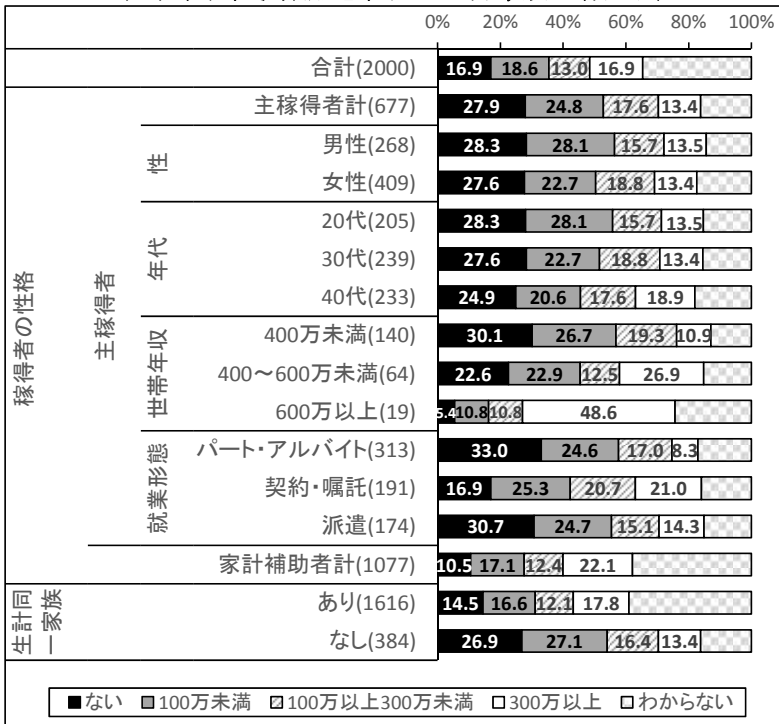 0% 20% 40% 60% 80% 100%
合計(2000) 16.9 18.6 13.0 16.9
稼得者の性格
主稼得者
主稼得者計(677) 27.9 24.8 17.6 13.4
性
男性(268) 28.3 28.1 15.7 13.5
女性(409) 27.6 22.7 18.8 13.4
年代
20代(205) 28.3 28.1 15.7 13.5
30代(239) 27.6 22.7 18.8 13.4
40代(233) 24.9 20.6 17.6 18.9
世帯年収
400万未満(140) 30.1 26.7 19.3 10.9
400～600万未満(64) 22.6 22.9 12.5 26.9
600万以上(19) 5.4 10.8 10.8 48.6
就業形態
パート・アルバイト(313) 33.0 24.6 17.0 8.3
契約・嘱託(191) 16.9 25.3 20.7 21.0
派遣(174) 30.7 24.7 15.1 14.3
家計補助者計(1077) 10.5 17.1 12.4 22.1
生計同一家族
あり(1616) 14.5 16.6 12.1 17.8
なし(384) 26.9 27.1 16.4 13.4
ない 100万未満 100万以上300万未満 300万以上 わからない